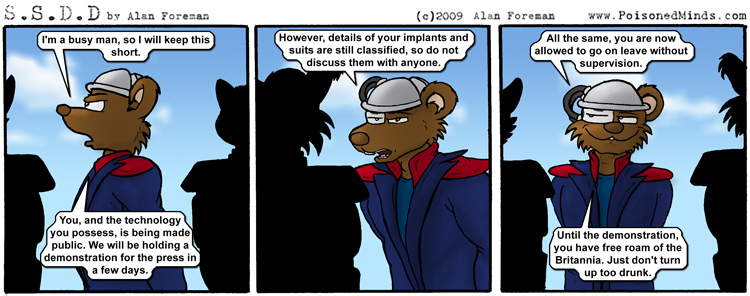 S.S.D.D by Alan Foreman (c)2009 Alan Foreman www.PoisonedMinds.com
I'm a busy man, so I will keep this
short.
You, and the technology
you possess, is being made
public. We will be holding a
demonstration for the press in
a few days.
However, details of your implants and
suits are still classified, so do not
discuss them with anyone.
All the same, you are now
allowed to go on leave without
supervision.
Until the demonstration,
you have free roam of the
Britannia. Just don't turn
up too drunk.